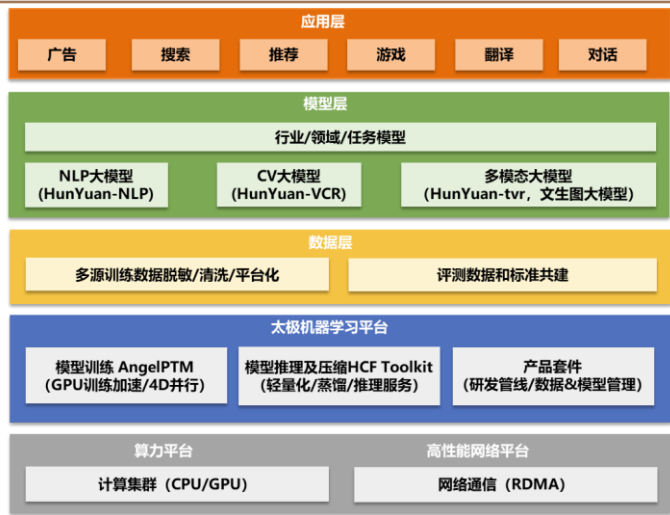 应用层
广告 搜索 推荐 游戏 翻译 对话
模型层
行业/领域/任务模型
NLP大模型
(HunYuan-NLP)
CV大模型
(HunYuan-VCR)
多模态大模型
(HunYuan-tvr，文生图大模型)
数据层
多源训练数据脱敏/清洗/平台化
评测数据和标准共建
太极机器学习平台
模型训练 AngelPTM
(GPU训练加速/4D并行)
模型推理及压缩HCF Toolkit
(轻量化/蒸馏/推理服务)
产品套件
(研发管线/数据&模型管理)
算力平台
计算集群（CPU/GPU）
高性能网络平台
网络通信（RDMA）